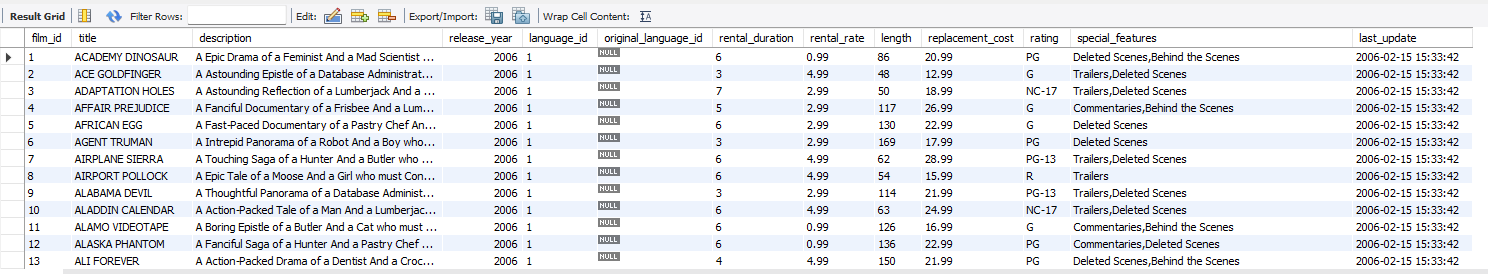 Result Grid Filter Rows: Edit: Export/Import: Wrap Cell Content: IA
film_id title description release_year language_id original_language_id rental_duration rental_rate length replacement_cost rating special_features last_update
1 ACADEMY DINOSAUR A Epic Drama of a Feminist And a Mad Scientist ... 2006 1 NULL 6 0.99 86 20.99 PG Deleted Scenes,Behind the Scenes 2006-02-15 15:33:42
2 ACE GOLDFINGER A Astounding Epistle of a Database Administrat... 2006 1 NULL 3 4.99 48 12.99 G Trailers,Deleted Scenes 2006-02-15 15:33:42
3 ADAPTATION HOLES A Astounding Reflection of a Lumberjack And a ... 2006 1 NULL 7 2.99 50 18.99 NC-17 Trailers,Deleted Scenes 2006-02-15 15:33:42
4 AFFAIR PREJUDICE A Fanciful Documentary of a Frisbee And a Lum... 2006 1 NULL 5 2.99 117 26.99 G Commentaries,Behind the Scenes 2006-02-15 15:33:42
5 AFRICAN EGG A Fast-Paced Documentary of a Pastry Chef An... 2006 1 NULL 6 2.99 130 22.99 G Deleted Scenes 2006-02-15 15:33:42
6 AGENT TRUMAN A Intrepid Panorama of a Robot And a Boy who... 2006 1 NULL 3 2.99 169 17.99 PG Deleted Scenes 2006-02-15 15:33:42
7 AIRPLANE SIERRA A Touching Saga of a Hunter And a Butler who ... 2006 1 NULL 6 4.99 62 28.99 PG-13 Trailers,Deleted Scenes 2006-02-15 15:33:42
8 AIRPORT POLLOCK A Epic Tale of a Moose And a Girl who must Con... 2006 1 NULL 6 4.99 54 15.99 R Trailers 2006-02-15 15:33:42
9 ALABAMA DEVIL A Thoughtful Panorama of a Database Administ... 2006 1 NULL 3 2.99 114 21.99 PG-13 Trailers,Deleted Scenes 2006-02-15 15:33:42
10 ALADDIN CALENDAR A Action-Packed Tale of a Man And a Lumberjac... 2006 1 NULL 6 4.99 63 24.99 NC-17 Trailers,Deleted Scenes 2006-02-15 15:33:42
11 ALAMO VIDEOTAPE A Boring Epistle of a Butler And a Cat who must ... 2006 1 NULL 6 0.99 126 16.99 G Commentaries,Behind the Scenes 2006-02-15 15:33:42
12 ALASKA PHANTOM A Fanciful Saga of a Hunter And a Pastry Chef ... 2006 1 NULL 6 0.99 136 22.99 PG Commentaries,Deleted Scenes 2006-02-15 15:33:42
13 ALI FOREVER A Action-Packed Drama of a Dentist And a Croc... 2006 1 NULL 4 4.99 150 21.99 PG Deleted Scenes,Behind the Scenes 2006-02-15 15:33:42